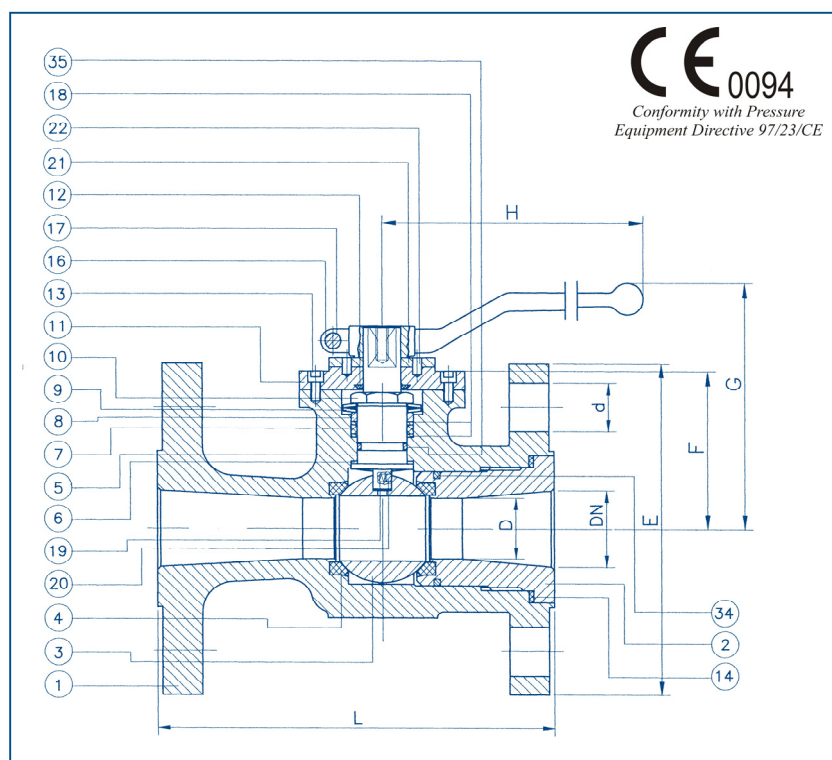 35
18
22
21
12
17
16
13
11
10
9
8
7
5
6
19
20
4
3
1
CE 0094
Conformity with Pressure
Equipment Directive 97/23/CE
H
G
d
F
E
D
DN
34
2
14
L